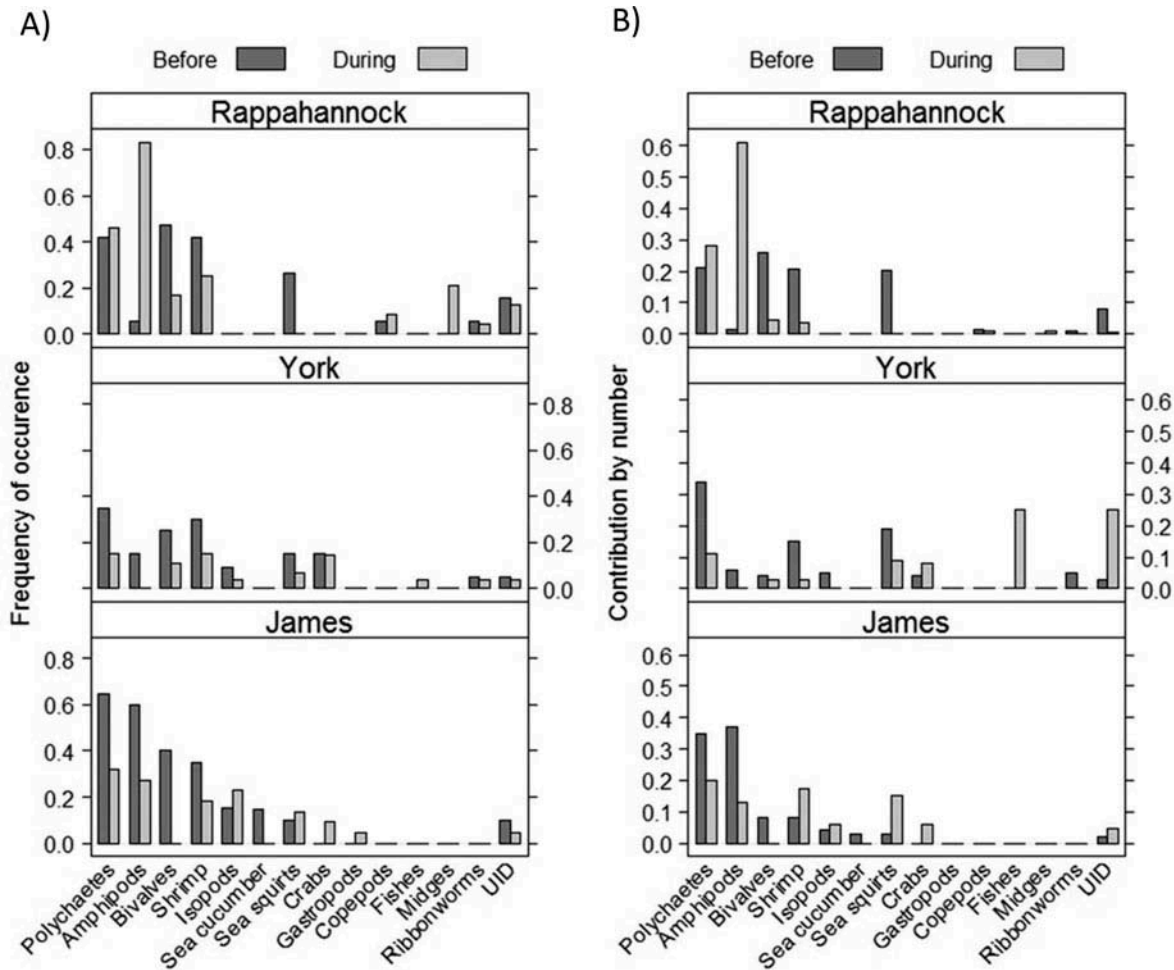 A)
Before During
Rappahannock
0.8
0.6
0.4
0.2
0.0
York
0.8
0.4
0.0
James
0.8
0.6
0.4
0.2
0.0
Frequency of occurence
Polychaetes
Amphipods
Bivalves
Shrimp
Isopods
Sea cucumber
Sea squirts
Crabs
Gastropods
Copepods
Fishes
Midges
Ribbonworms
UID
B)
Before During
Rappahannock
0.6
0.5
0.4
0.3
0.2
0.1
0.0
York
0.6
0.5
0.4
0.3
0.2
0.1
0.0
James
0.6
0.5
0.4
0.3
0.2
0.1
0.0
Contribution by number
Polychaetes
Amphipods
Bivalves
Shrimp
Isopods
Sea cucumber
Sea squirts
Crabs
Gastropods
Copepods
Fishes
Midges
Ribbonworms
UID